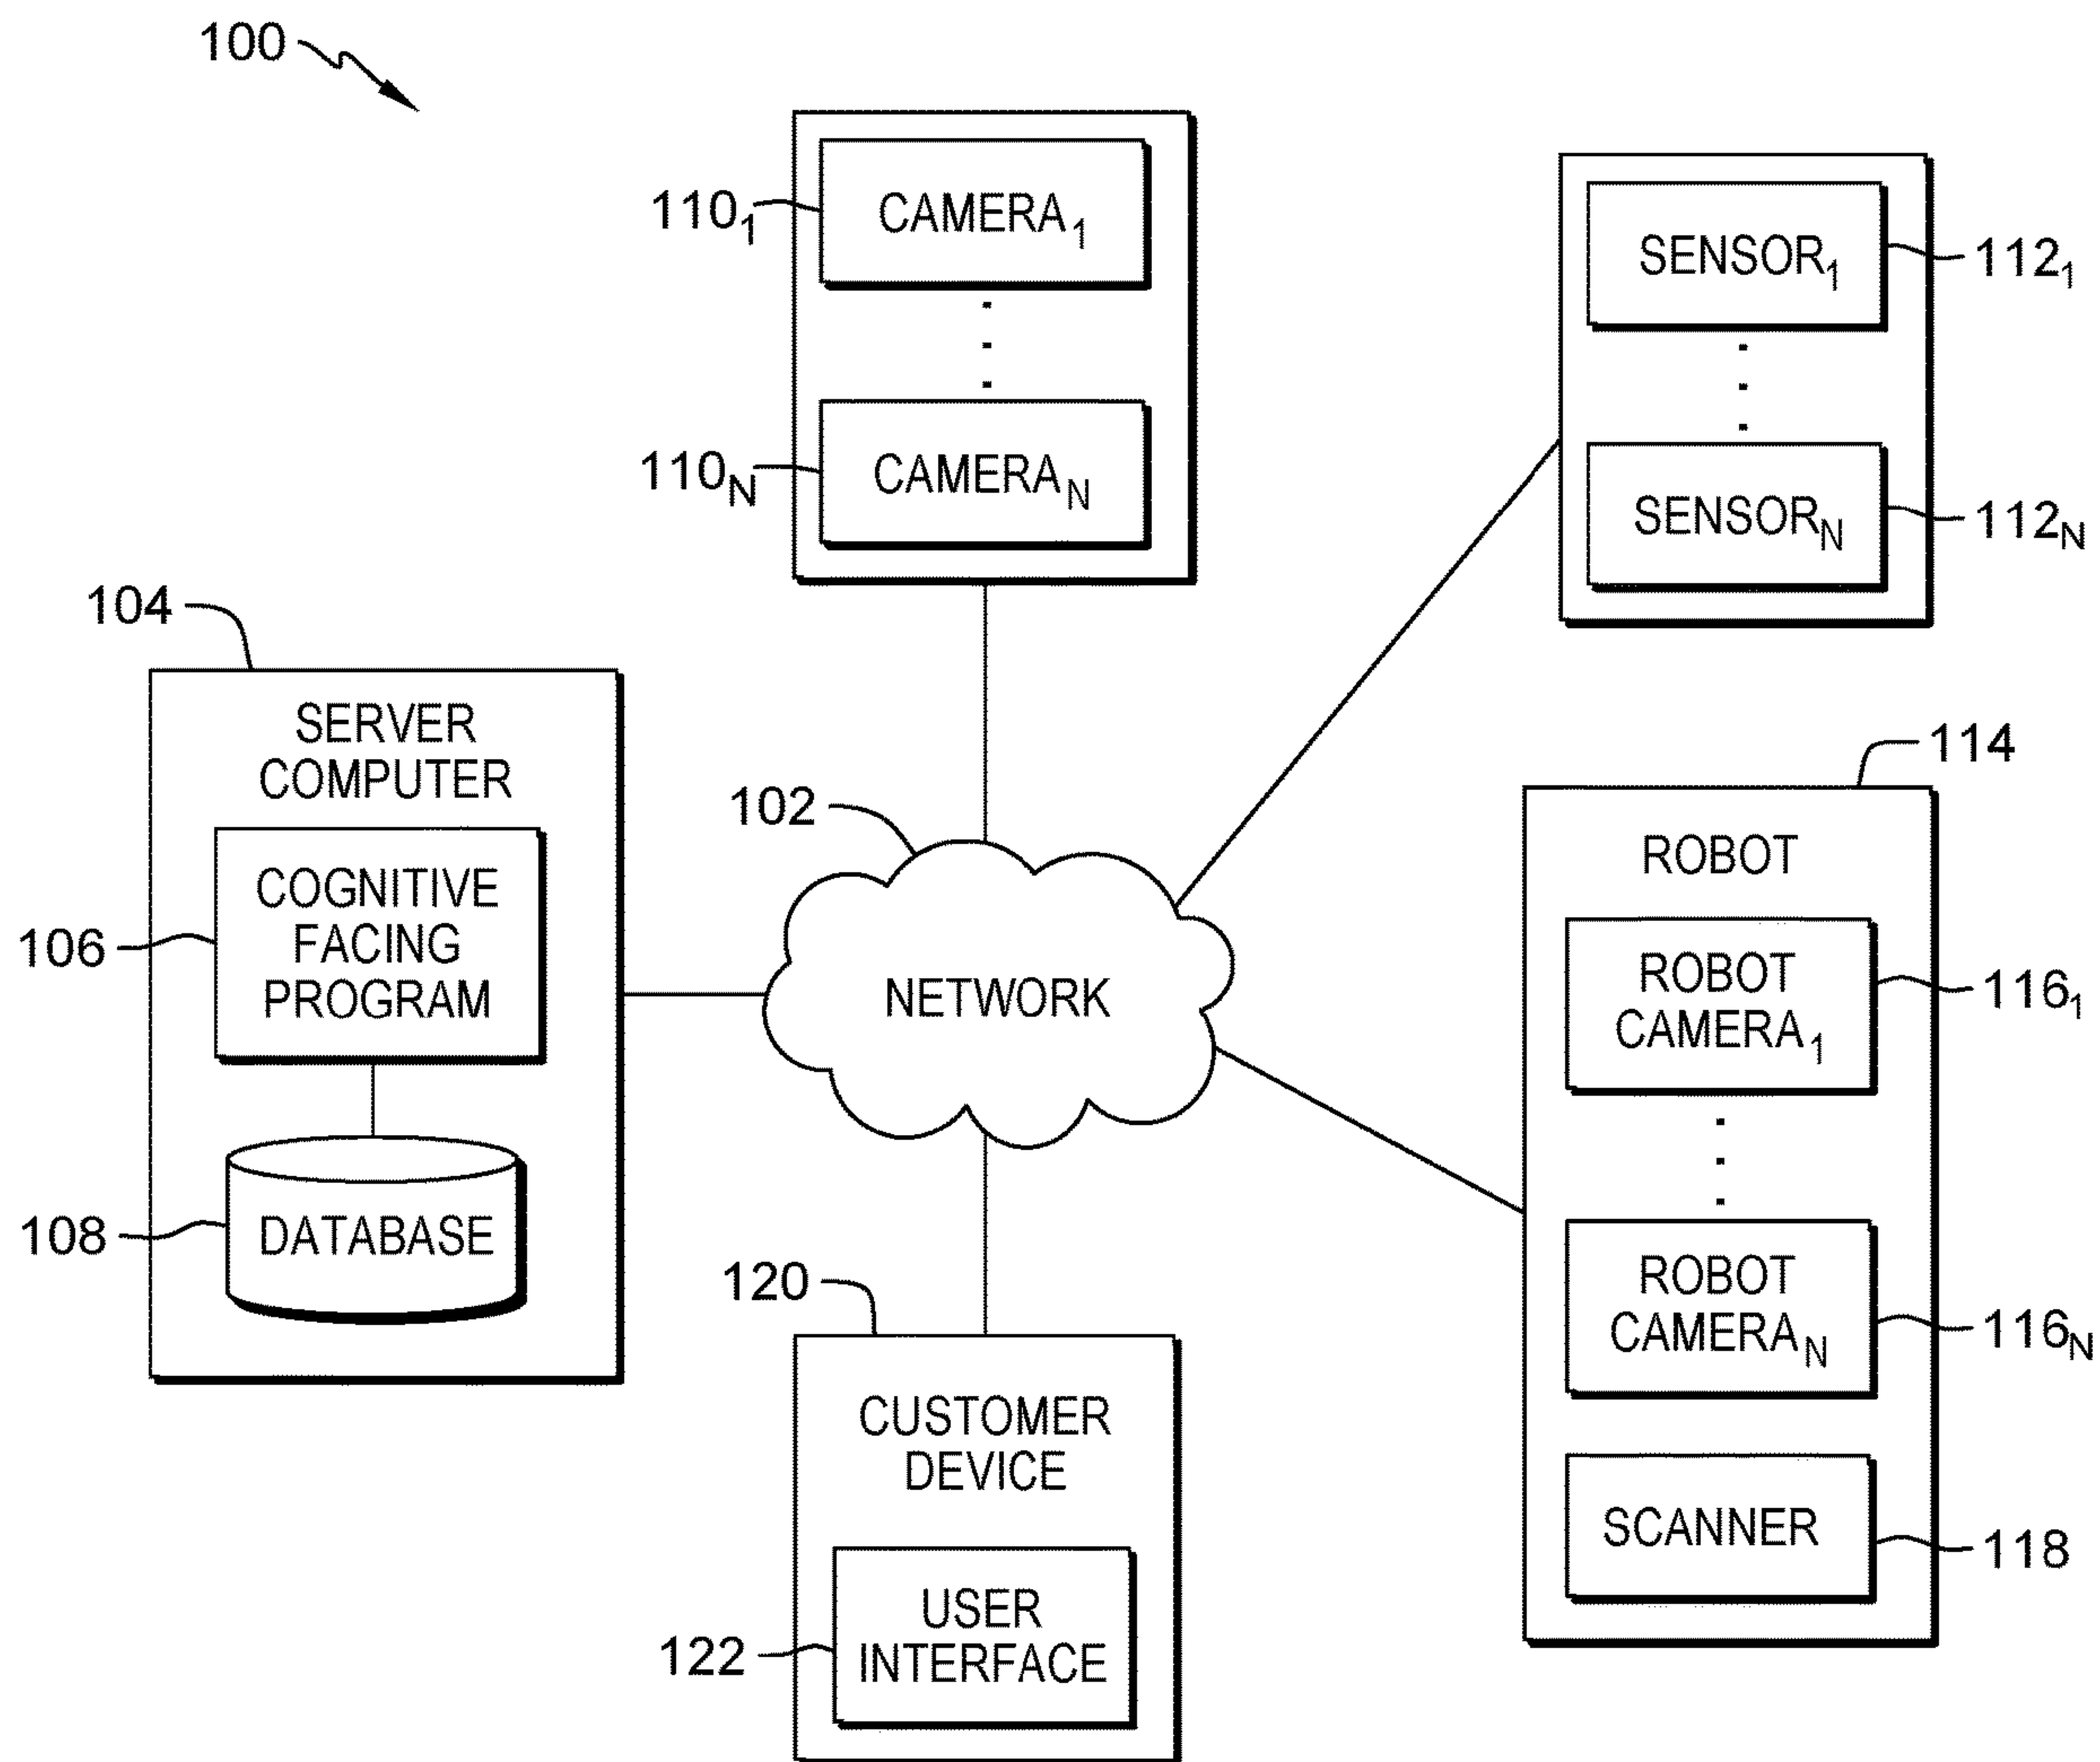 100
110₁
CAMERA₁
110N
CAMERAN
SENSOR₁
112₁
SENSORN
112N
104
SERVER
COMPUTER
106
COGNITIVE
FACING
PROGRAM
108
DATABASE
102
NETWORK
114
ROBOT
ROBOT
CAMERA₁
116₁
ROBOT
CAMERAN
116N
SCANNER
118
120
CUSTOMER
DEVICE
122
USER
INTERFACE